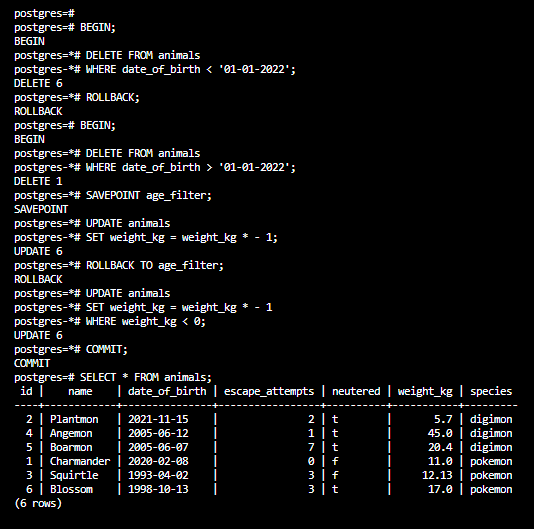 postgres=#
postgres=# BEGIN;
BEGIN
postgres=*# DELETE FROM animals
postgres-*# WHERE date_of_birth < '01-01-2022';
DELETE 6
postgres=*# ROLLBACK;
ROLLBACK
postgres=# BEGIN;
BEGIN
postgres=*# DELETE FROM animals
postgres-*# WHERE date_of_birth > '01-01-2022';
DELETE 1
postgres=*# SAVEPOINT age_filter;
SAVEPOINT
postgres=*# UPDATE animals
postgres-*# SET weight_kg = weight_kg * - 1;
UPDATE 6
postgres=*# ROLLBACK TO age_filter;
ROLLBACK
postgres=*# UPDATE animals
postgres-*# SET weight_kg = weight_kg * - 1
postgres-*# WHERE weight_kg < 0;
UPDATE 6
postgres=*# COMMIT;
COMMIT
postgres=# SELECT * FROM animals;
 id |    name    | date_of_birth | escape_attempts | neutered | weight_kg | species
----+------------+---------------+-----------------+----------+-----------+---------
  2 | Plantmon   | 2021-11-15    |               2 | t        |       5.7 | digimon
  4 | Angemon    | 2005-06-12    |               1 | t        |      45.0 | digimon
  5 | Boarmon    | 2005-06-07    |               7 | t        |      20.4 | digimon
  1 | Charmander | 2020-02-08    |               0 | f        |      11.0 | pokemon
  3 | Squirtle   | 1993-04-02    |               3 | f        |     12.13 | pokemon
  6 | Blossom    | 1998-10-13    |               3 | t        |      17.0 | pokemon
(6 rows)